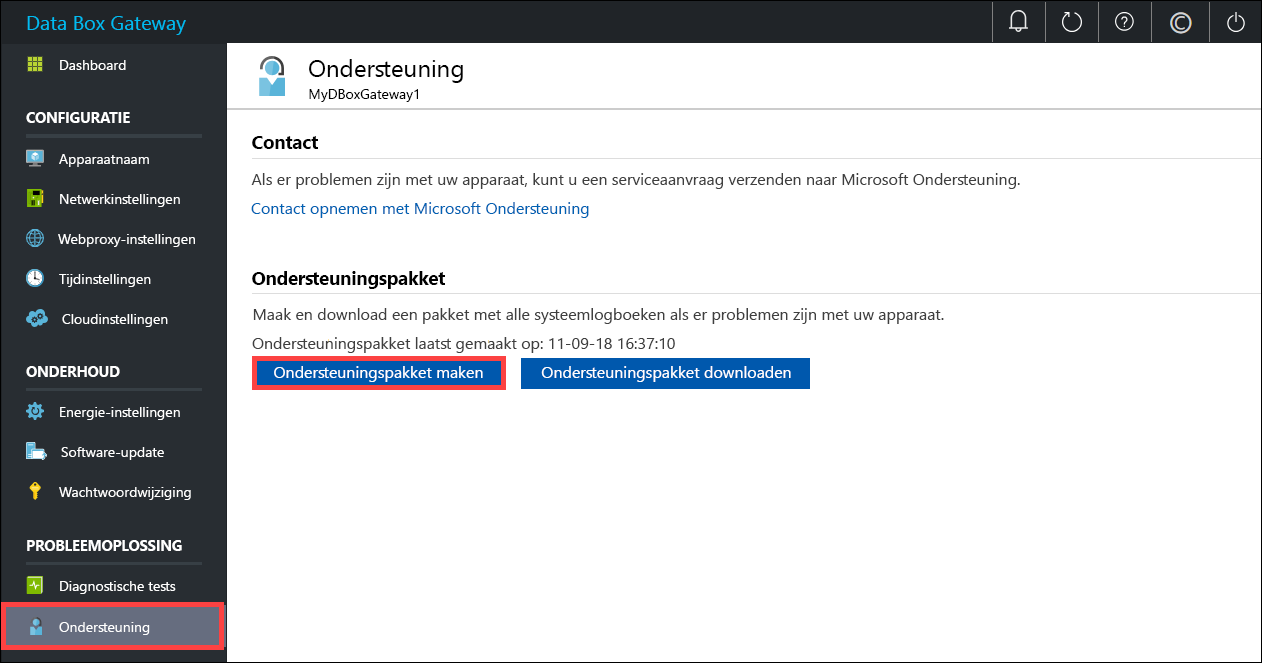 Data Box Gateway
Dashboard
CONFIGURATIE
Apparaatnaam
Netwerkinstellingen
Webproxy-instellingen
Tijdinstellingen
Cloudinstellingen
ONDERHOUD
Energie-instellingen
Software-update
Wachtwoordwijziging
PROBLEEMOPLOSSING
Diagnostische tests
Ondersteuning
Ondersteuning
MyDBoxGateway1
Contact
Als er problemen zijn met uw apparaat, kunt u een serviceaanvraag verzenden naar Microsoft Ondersteuning.
Contact opnemen met Microsoft Ondersteuning
Ondersteuningspakket
Maak en download een pakket met alle systeemlogboeken als er problemen zijn met uw apparaat.
Ondersteuningspakket laatst gemaakt op: 11-09-18 16:37:10
Ondersteuningspakket maken
Ondersteuningspakket downloaden